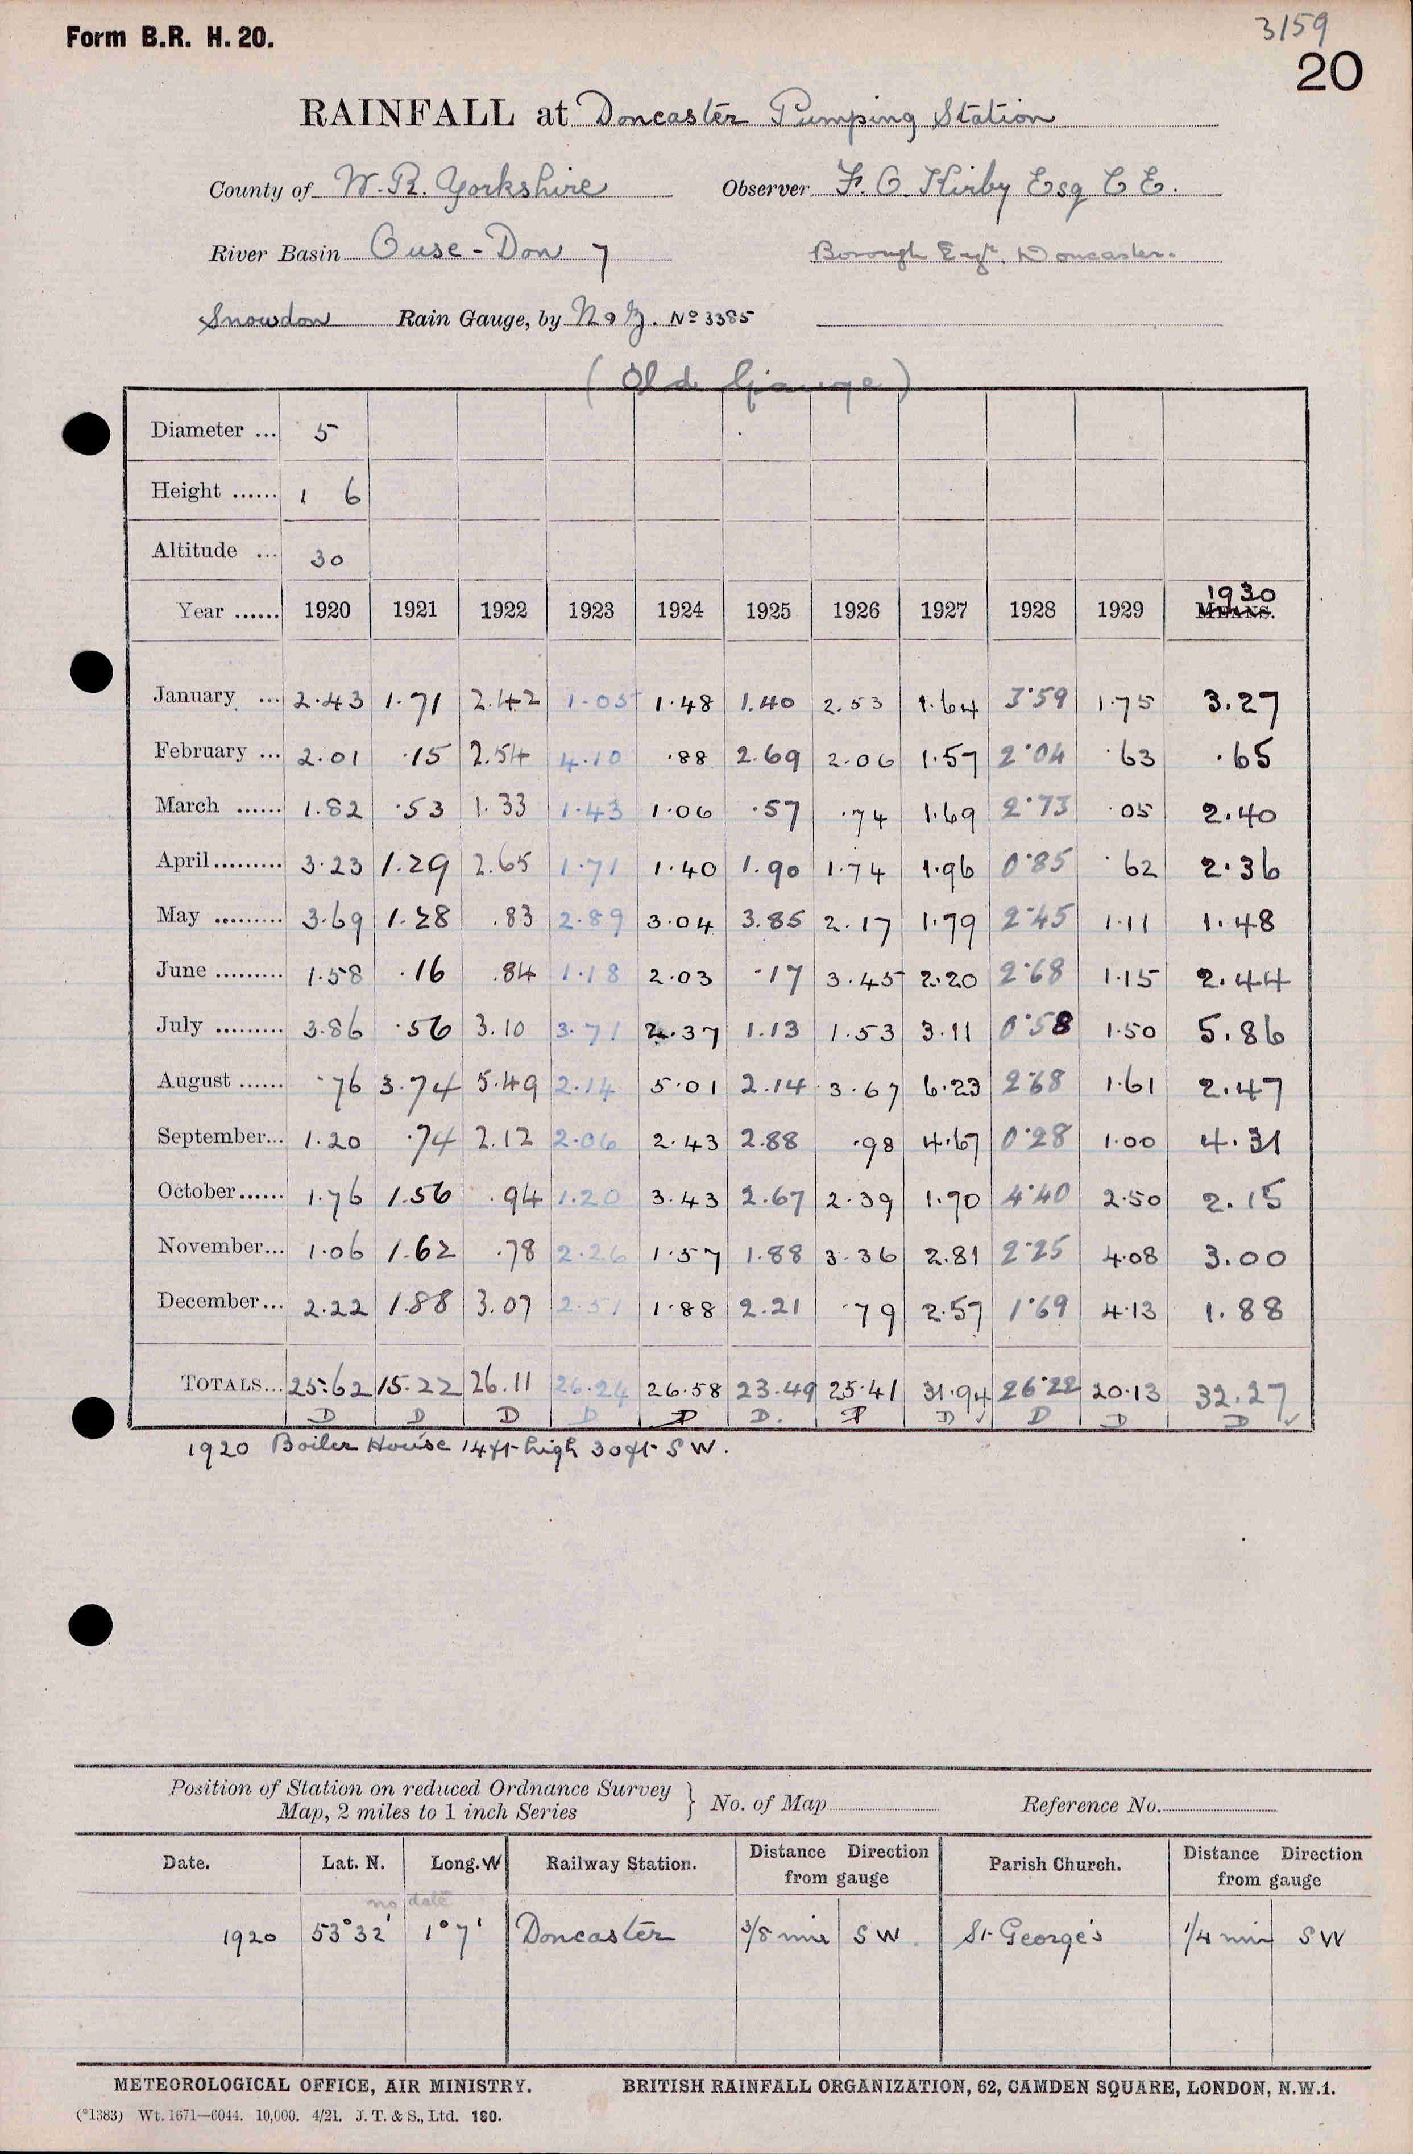 Form B.R. H. 20.
3159
20
RAINFALL at Doncaster Pumping Station
County of W. R. Yorkshire Observer F. O. Kirby Esq C E.
River Basin Ouse - Don 7 Borough Engr. Doncaster.
Snowdon Rain Gauge, by N & Z. No 3385
( Old Gauge )
Diameter ... 5
Height ...... 1 6
Altitude ... 30
Year ...... 1920 1921 1922 1923 1924 1925 1926 1927 1928 1929 1930 MEANS.
January ... 2.43 1.71 2.42 1.05 1.48 1.40 2.53 1.64 3.59 1.75 3.27
February ... 2.01 .15 2.54 4.10 .88 2.69 2.06 1.57 2.04 .63 .65
March ...... 1.82 .53 1.33 1.43 1.06 .57 .74 1.69 2.73 .05 2.40
April......... 3.23 1.29 2.65 1.71 1.40 1.90 1.74 1.96 0.85 .62 2.36
May ......... 3.69 1.28 .83 2.89 3.04 3.85 2.17 1.79 2.45 1.11 1.48
June ......... 1.58 .16 .84 1.18 2.03 .17 3.45 2.20 2.68 1.15 2.44
July ......... 3.86 .56 3.10 3.71 2.37 1.13 1.53 3.11 0.58 1.50 5.86
August ...... .76 3.74 5.49 2.14 5.01 2.14 3.67 6.23 2.68 1.61 2.47
September... 1.20 .74 2.12 2.06 2.43 2.88 .98 4.67 0.28 1.00 4.31
October...... 1.76 1.56 .94 1.20 3.43 2.67 2.39 1.70 4.40 2.50 2.15
November... 1.06 1.62 .78 2.26 1.57 1.88 3.36 2.81 2.25 4.08 3.00
December... 2.22 1.88 3.07 2.51 1.88 2.21 .79 2.57 1.69 4.13 1.88
TOTALS... 25.62 15.22 26.11 26.24 26.58 23.49 25.41 31.94 26.22 20.13 32.27
D D D D D D. D D ✓ D D D ✓
1920 Boiler House 14ft high 30ft S W.
Position of Station on reduced Ordnance Survey
Map, 2 miles to 1 inch Series } No. of Map Reference No.
Date. Lat. N. Long. W Railway Station. Distance Direction from gauge Parish Church. Distance Direction from gauge
no date
1920 53°32' 1°7' Doncaster 3/8 mile S W. St George's 1/4 mile S W
METEOROLOGICAL OFFICE, AIR MINISTRY. BRITISH RAINFALL ORGANIZATION, 62, CAMDEN SQUARE, LONDON, N.W.1.
(*1383) Wt. 1671—6044. 10,000. 4/21. J. T. & S., Ltd. 180.